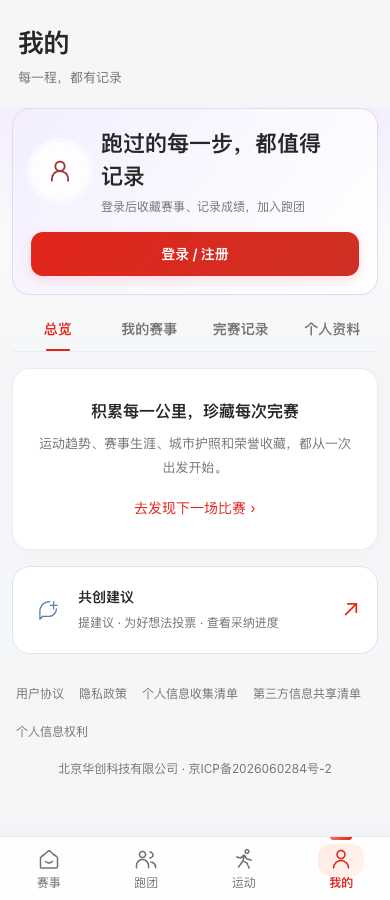 我的
每一程，都有记录
跑过的每一步，都值得
记录
登录后收藏赛事、记录成绩，加入跑团
登录 / 注册
总览 我的赛事 完赛记录 个人资料
积累每一公里，珍藏每次完赛
运动趋势、赛事生涯、城市护照和荣誉收藏，都从一次
出发开始。
去发现下一场比赛 ›
共创建议
提建议 · 为好想法投票 · 查看采纳进度
用户协议 隐私政策 个人信息收集清单 第三方信息共享清单
个人信息权利
北京华创科技有限公司 · 京ICP备2026060284号-2
赛事 跑团 运动 我的